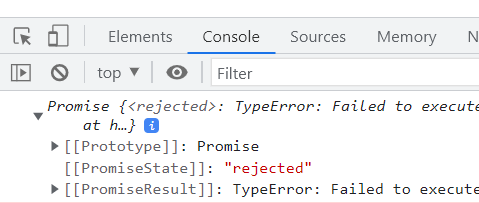 Elements Console Sources Memory N
top Filter
Promise {<rejected>: TypeError: Failed to execute
at h…} i
[[Prototype]]: Promise
[[PromiseState]]: "rejected"
[[PromiseResult]]: TypeError: Failed to execute